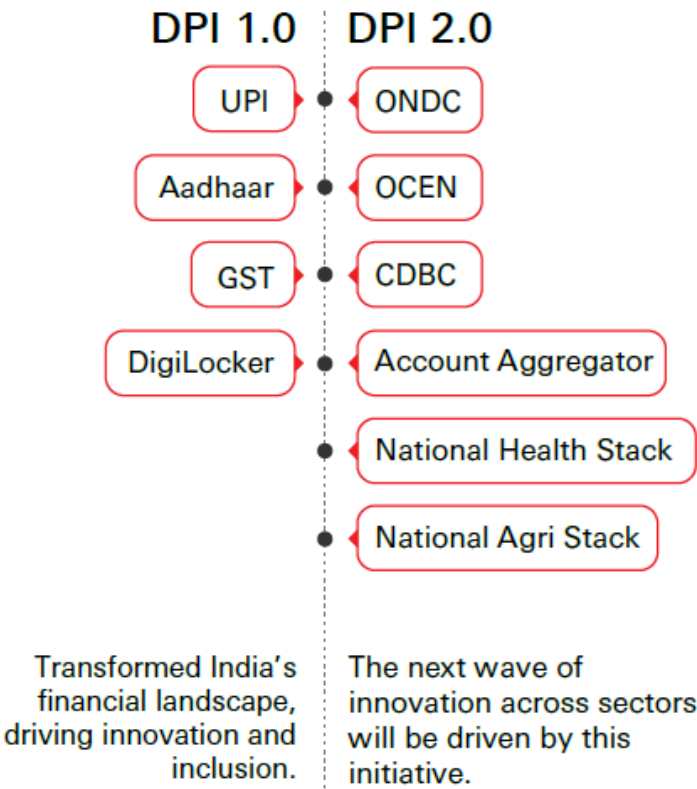 DPI 1.0
DPI 2.0
UPI
ONDC
Aadhaar
OCEN
GST
CDBC
DigiLocker
Account Aggregator
National Health Stack
National Agri Stack
Transformed India's
financial landscape,
driving innovation and
inclusion.
The next wave of
innovation across sectors
will be driven by this
initiative.